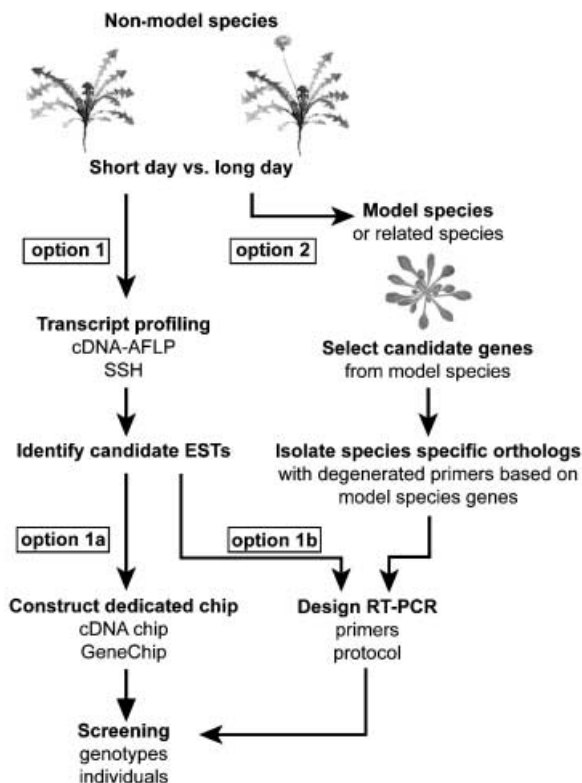 Non-model species
Short day vs. long day
option 1
option 2
Model species
or related species
Transcript profiling
cDNA-AFLP
SSH
Select candidate genes
from model species
Identify candidate ESTs
Isolate species specific orthologs
with degenerated primers based on
model species genes
option 1a
option 1b
Construct dedicated chip
cDNA chip
GeneChip
Design RT-PCR
primers
protocol
Screening
genotypes
individuals